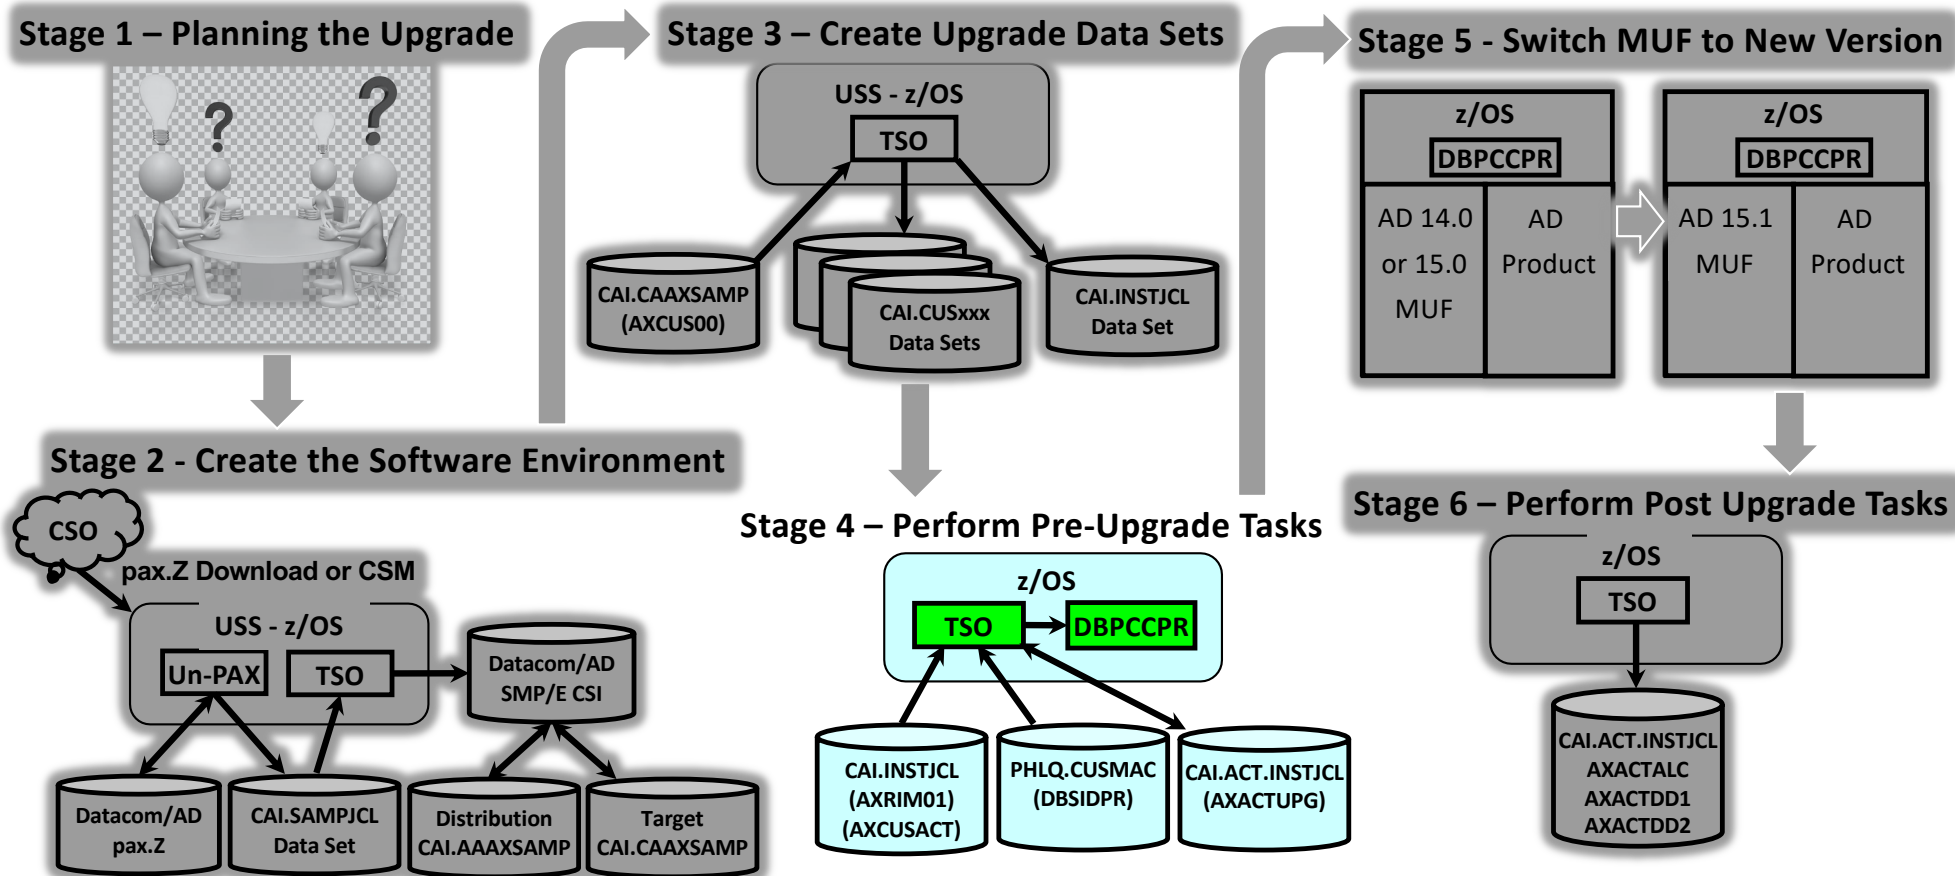 Stage 1 – Planning the Upgrade
?
?
Stage 2 - Create the Software Environment
CSO
pax.Z Download or CSM
USS - z/OS
Un-PAX
TSO
Datacom/AD
SMP/E CSI
Datacom/AD
pax.Z
CAI.SAMPJCL
Data Set
Distribution
CAI.AAAXSAMP
Target
CAI.CAAXSAMP
Stage 3 – Create Upgrade Data Sets
USS - z/OS
TSO
CAI.CAAXSAMP
(AXCUS00)
CAI.CUSxxx
Data Sets
CAI.INSTJCL
Data Set
Stage 4 – Perform Pre-Upgrade Tasks
z/OS
TSO
DBPCCPR
CAI.INSTJCL
(AXRIM01)
(AXCUSACT)
PHLQ.CUSMAC
(DBSIDPR)
CAI.ACT.INSTJCL
(AXACTUPG)
Stage 5 - Switch MUF to New Version
z/OS
DBPCCPR
AD 14.0
or 15.0
MUF
AD
Product
z/OS
DBPCCPR
AD 15.1
MUF
AD
Product
Stage 6 – Perform Post Upgrade Tasks
z/OS
TSO
CAI.ACT.INSTJCL
AXACTALC
AXACTDD1
AXACTDD2